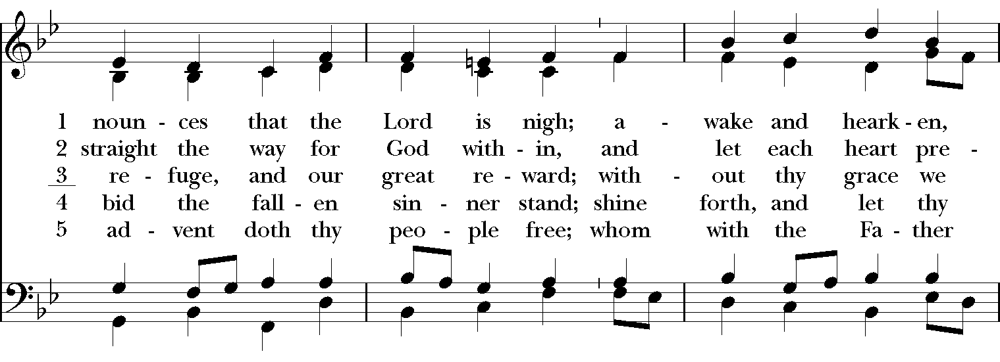 1 noun - ces that the Lord is nigh; a - wake and heark - en,
2 straight the way for God with - in, and let each heart pre -
3 re - fuge, and our great re - ward; with - out thy grace we
4 bid the fall - en sin - ner stand; shine forth, and let thy
5 ad - vent doth thy peo - ple free; whom with the Fa - ther